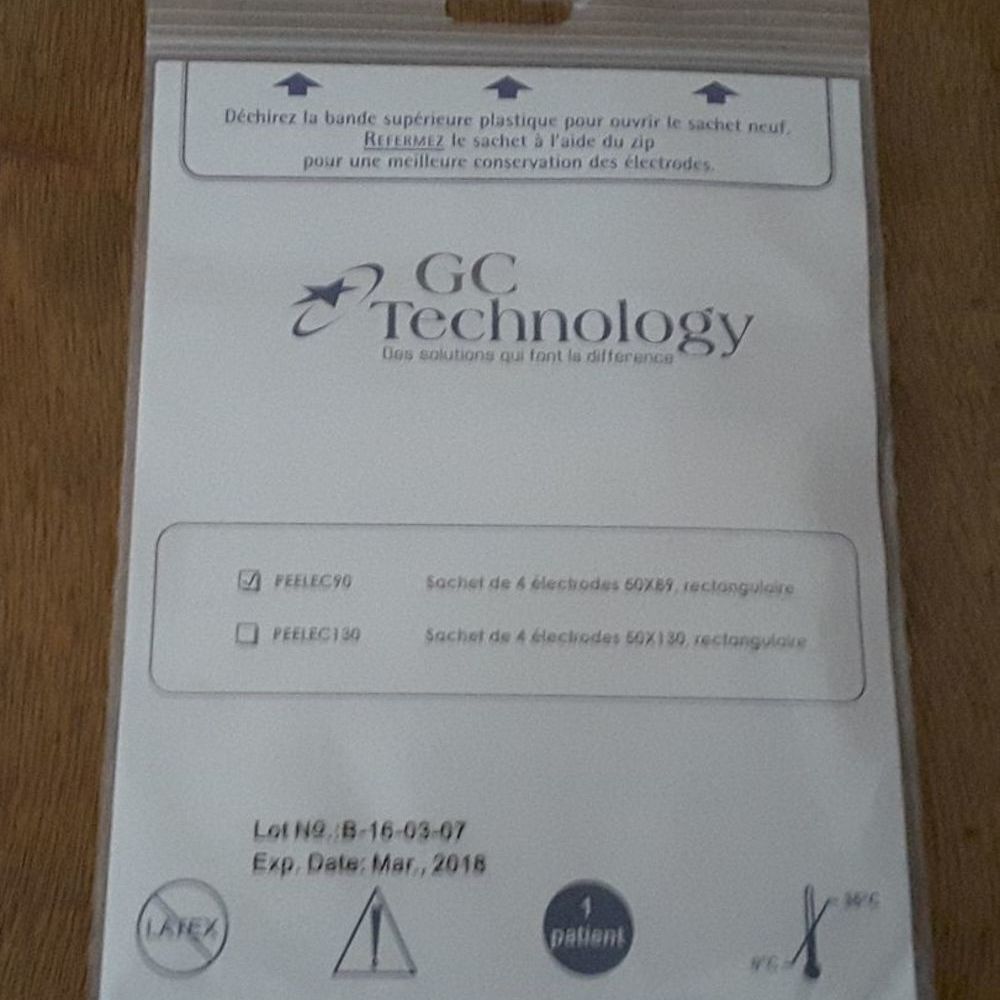 Déchirez la bande supérieure plastique pour ouvrir le sachet neuf.
REFERMEZ le sachet à l'aide du zip
pour une meilleure conservation des électrodes.
GC
Technology
Des solutions qui font la différence
PEELEC90 Sachet de 4 électrodes 50X89, rectangulaire
PEELEC130 Sachet de 4 électrodes 50X130, rectangulaire
Lot Nº.:B-16-03-07
Exp. Date: Mar., 2018
LATEX
1
patient